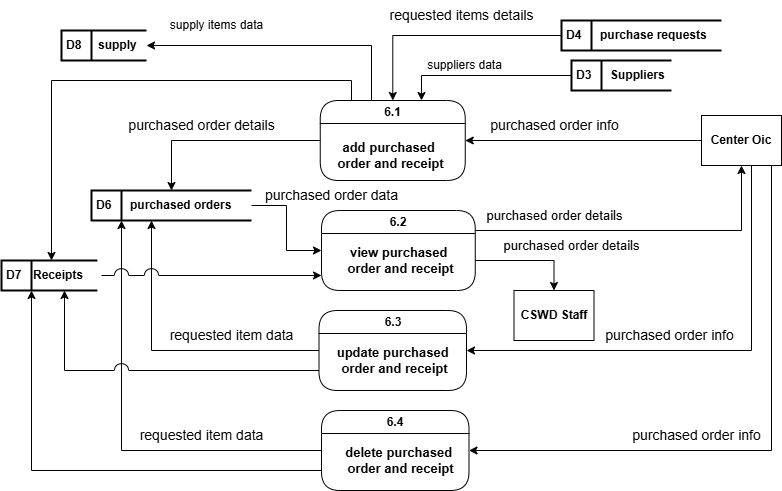 requested items details
supply items data
D4 purchase requests
D8 supply
suppliers data
D3 Suppliers
6.1
add purchased
order and receipt
purchased order details
purchased order info
Center Oic
D6 purchased orders
purchased order data
6.2
view purchased
order and receipt
purchased order details
purchased order details
D7 Receipts
CSWD Staff
6.3
update purchased
order and receipt
requested item data
purchased order info
6.4
delete purchased
order and receipt
requested item data
purchased order info